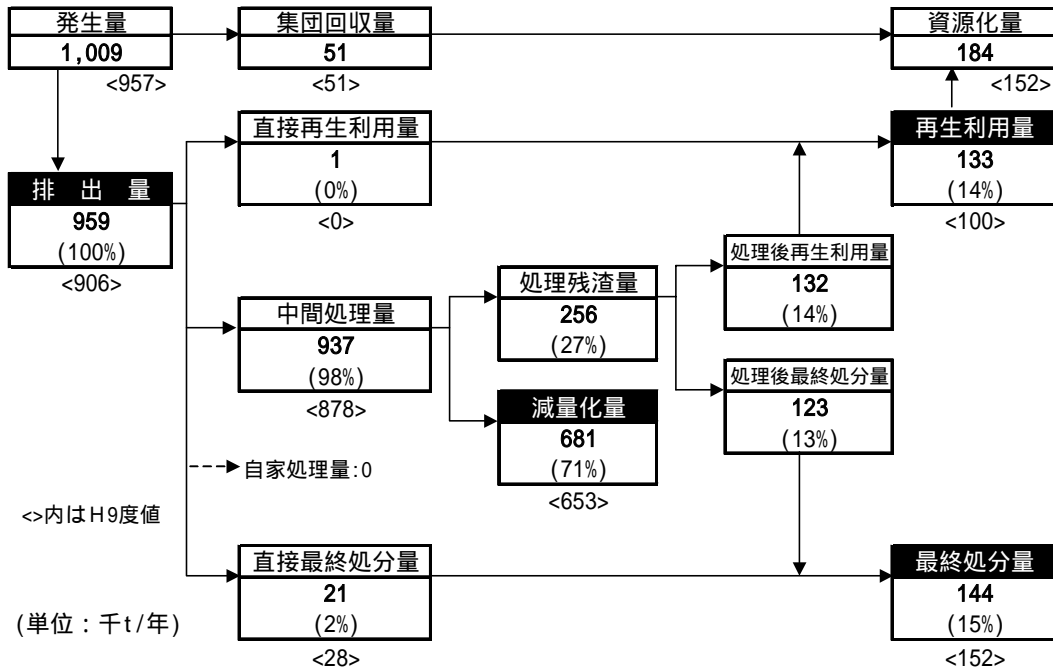 発生量
1,009
<957>
集団回収量
51
<51>
資源化量
184
<152>
直接再生利用量
1
(0%)
<0>
再生利用量
133
(14%)
<100>
排 出 量
959
(100%)
<906>
中間処理量
937
(98%)
<878>
処理残渣量
256
(27%)
処理後再生利用量
132
(14%)
減量化量
681
(71%)
<653>
処理後最終処分量
123
(13%)
自家処理量:0
<>内はH9度値
直接最終処分量
21
(2%)
<28>
最終処分量
144
(15%)
<152>
(単位:千t/年)